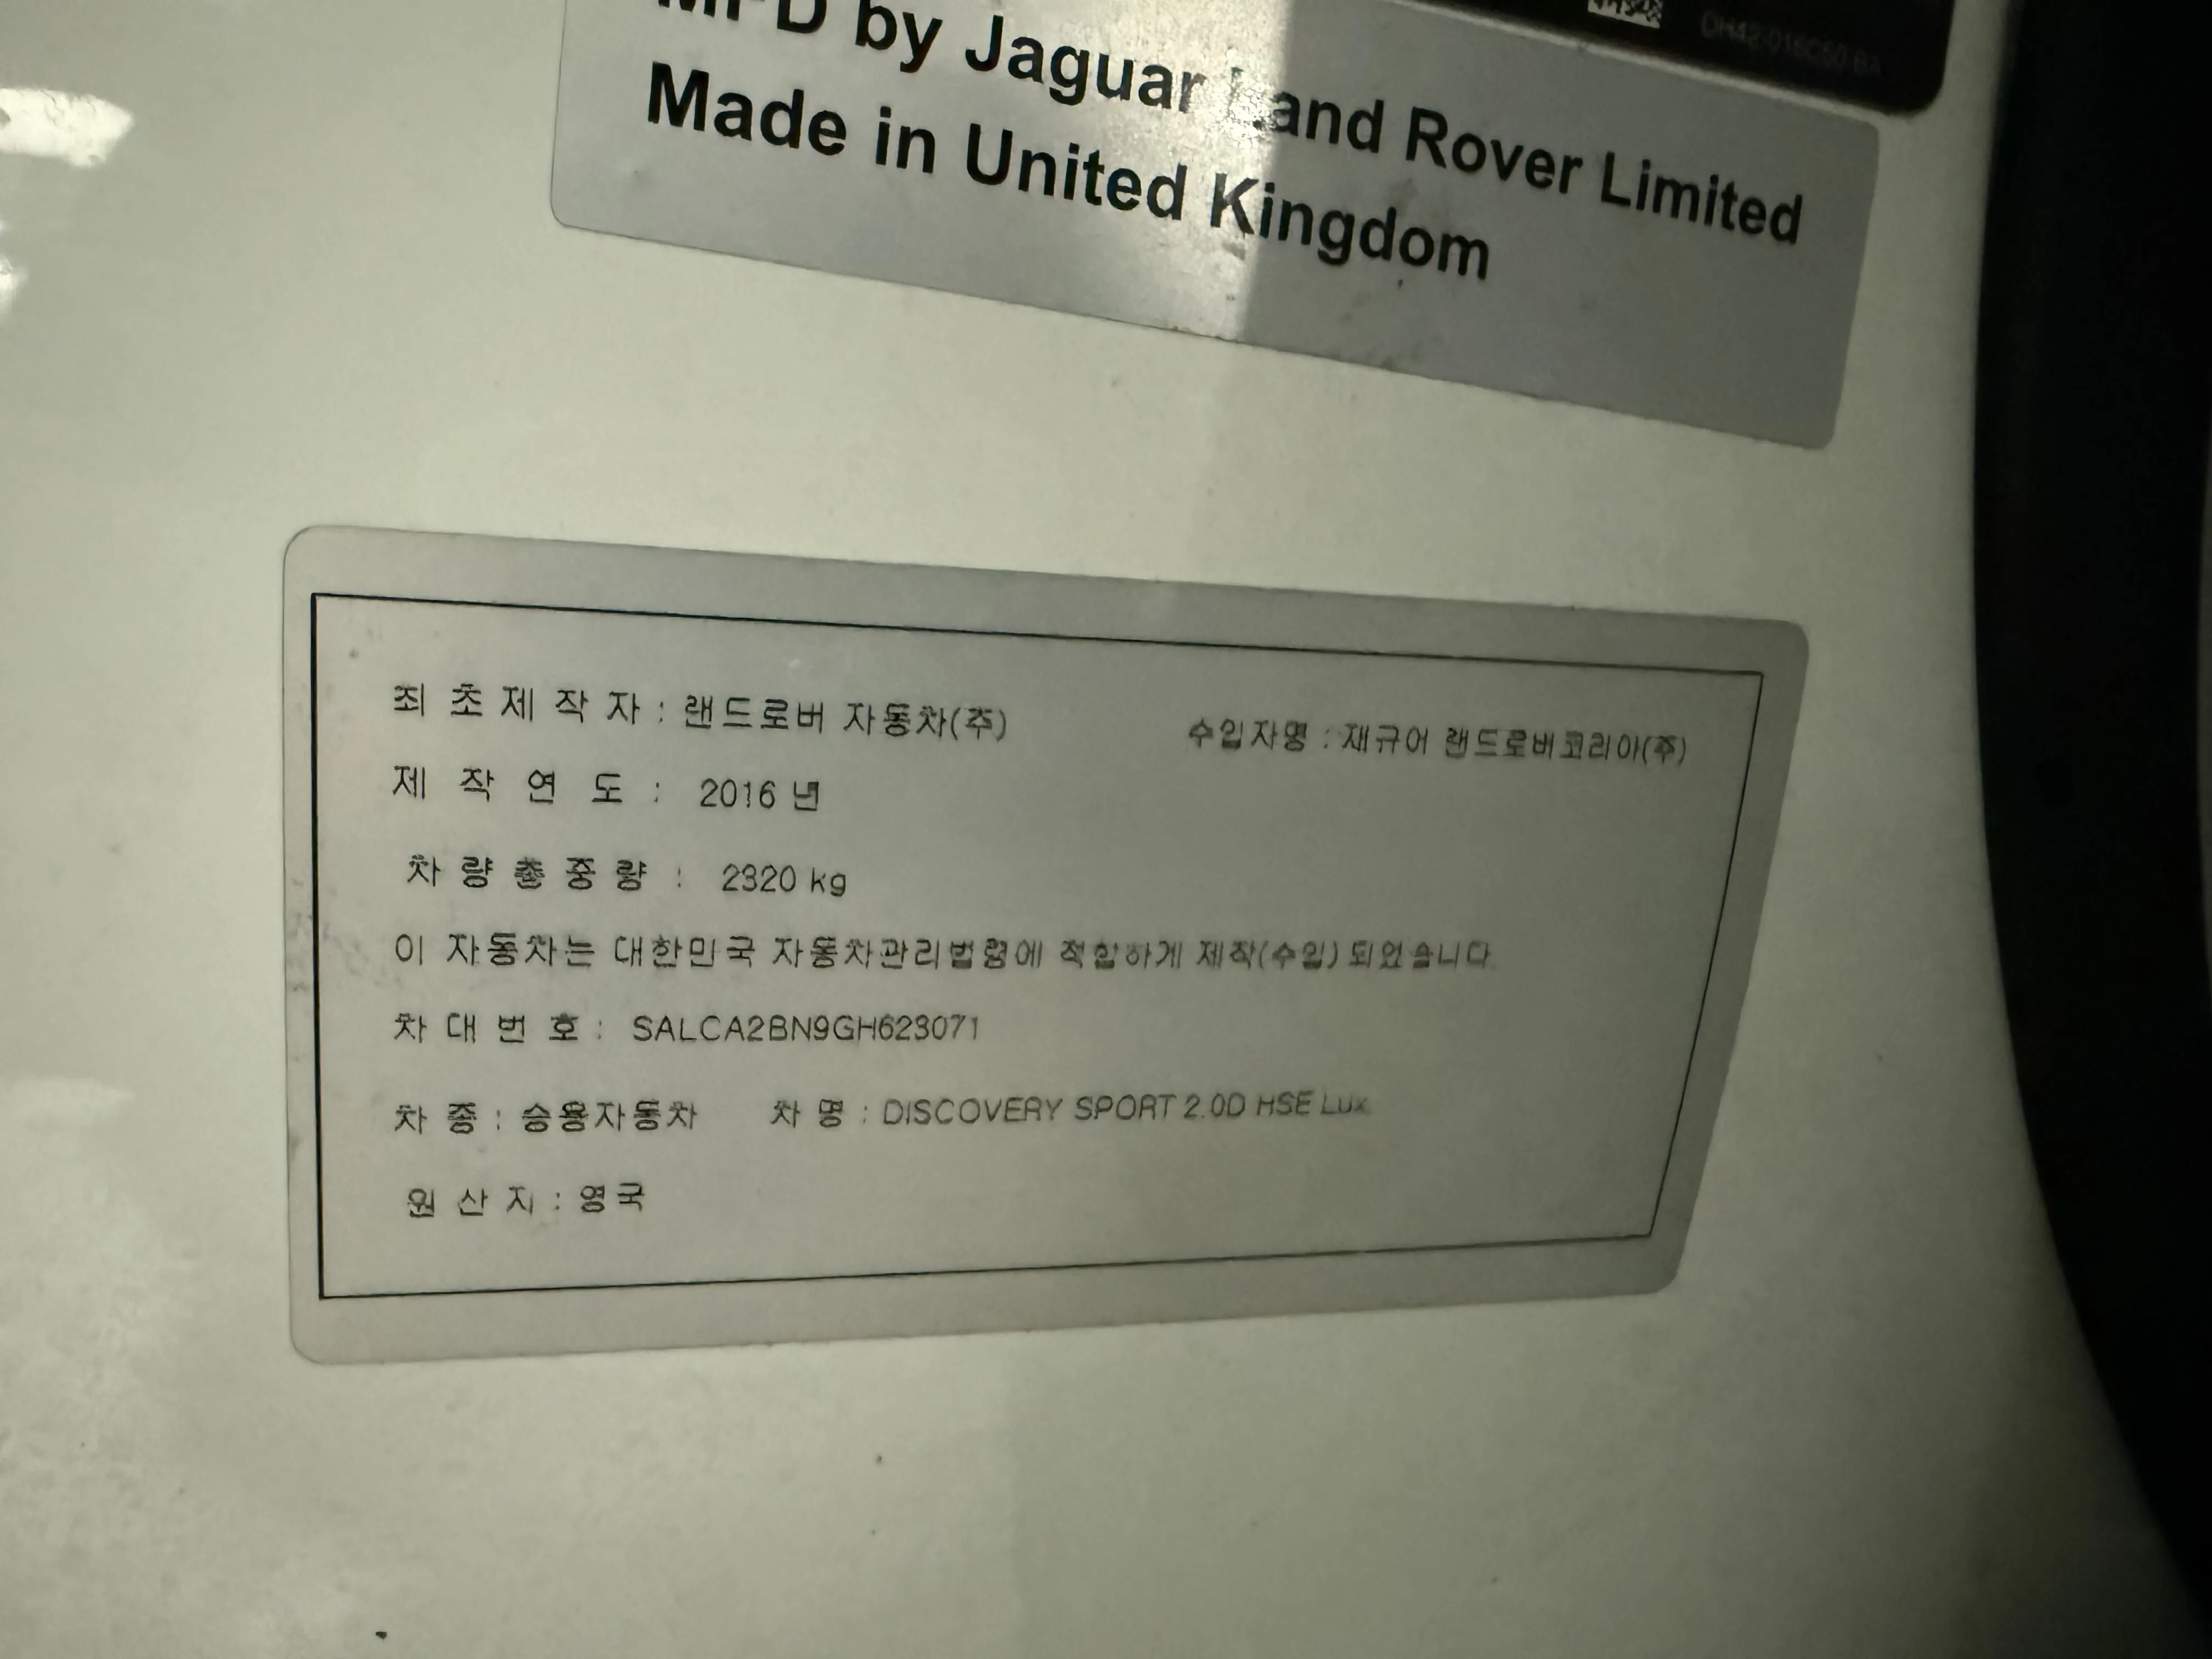 DH42-016C50-BA
MFD by Jaguar Land Rover Limited
Made in United Kingdom
최초제작자 : 랜드로버 자동차(주) 수입자명 : 재규어 랜드로버코리아(주)
제작연도 : 2016 년
차량총중량 : 2320 kg
이 자동차는 대한민국 자동차관리법령에 적합하게 제작(수입) 되었습니다.
차대번호 : SALCA2BN9GH623071
차종 : 승용자동차 차명 : DISCOVERY SPORT 2.0D HSE Lux
원산지 : 영국